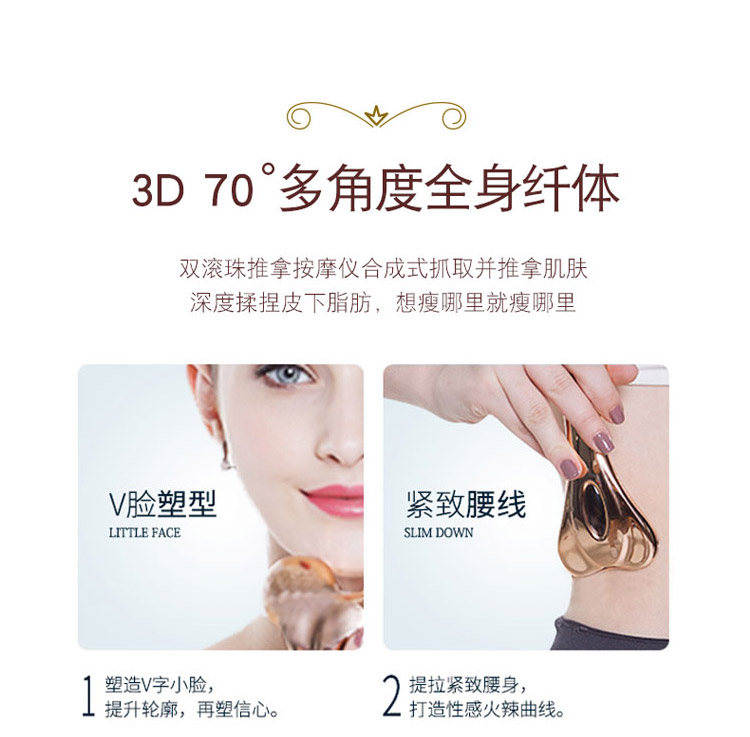 3D 70°多角度全身纤体
双滚珠推拿按摩仪合成式抓取并推拿肌肤
深度揉捏皮下脂肪，想瘦哪里就瘦哪里
V脸塑型
LITTLE FACE
紧致腰线
SLIM DOWN
1 塑造V字小脸，
提升轮廓，再塑信心。
2 提拉紧致腰身，
打造性感火辣曲线。